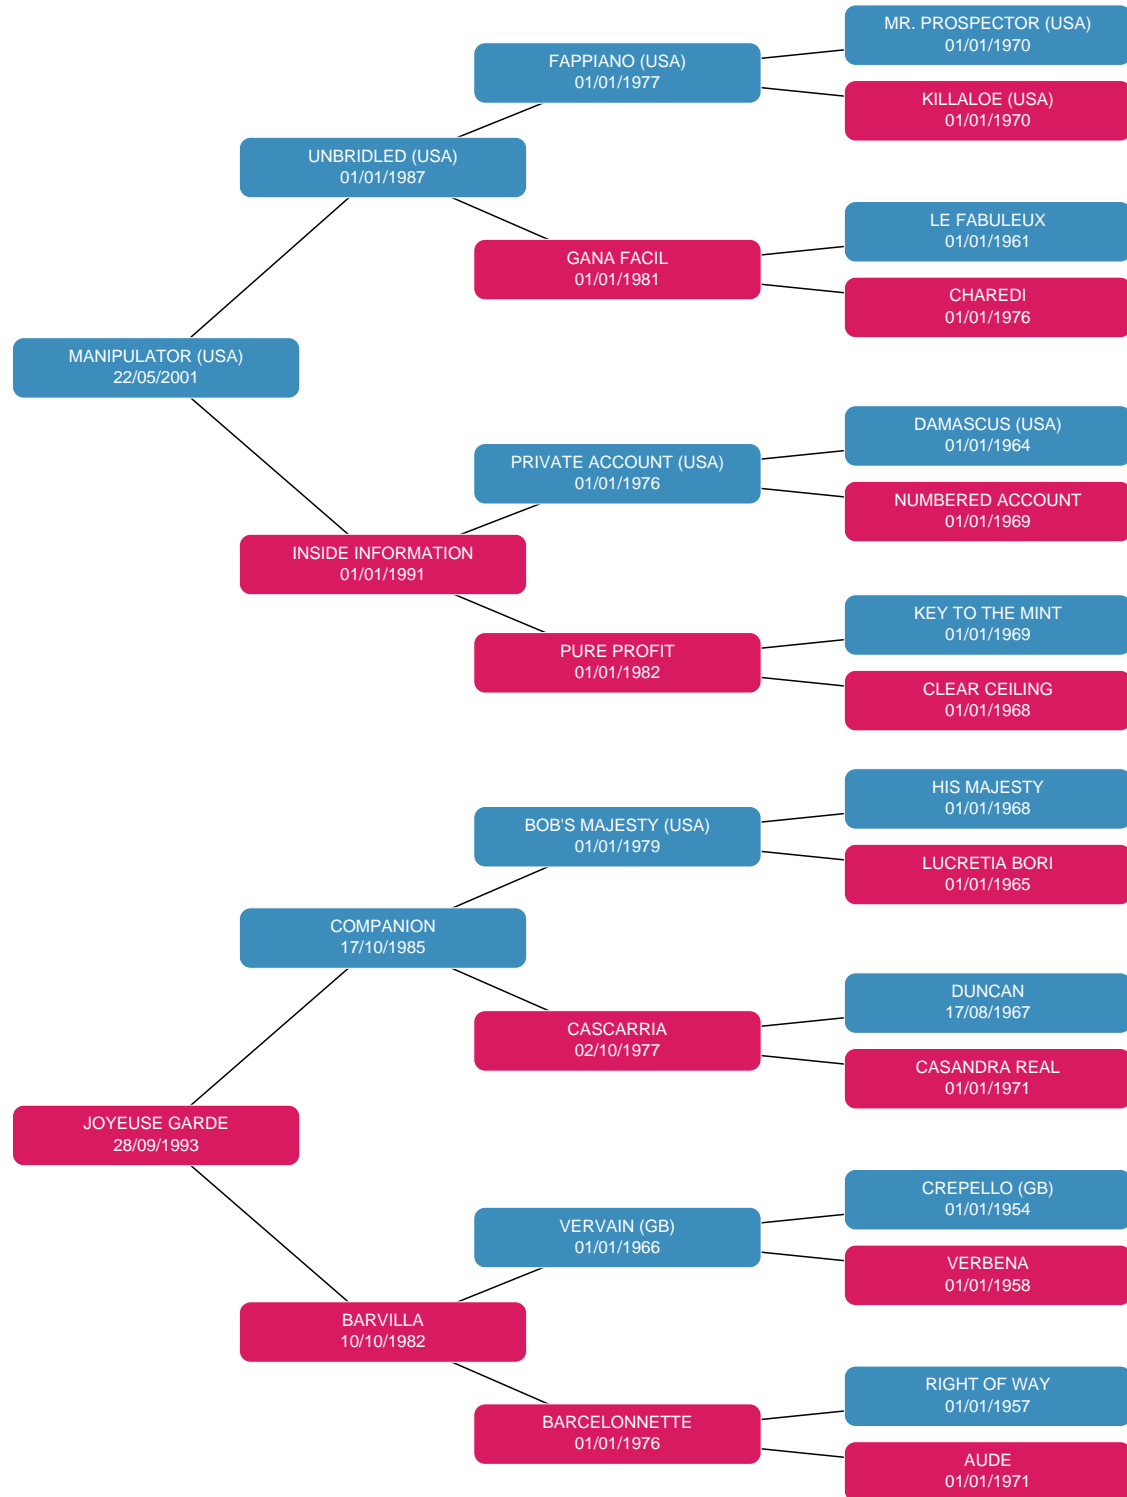 MR. PROSPECTOR (USA)
01/01/1970
FAPPIANO (USA)
01/01/1977
KILLALOE (USA)
01/01/1970
UNBRIDLED (USA)
01/01/1987
LE FABULEUX
01/01/1961
GANA FACIL
01/01/1981
CHAREDI
01/01/1976
MANIPULATOR (USA)
22/05/2001
DAMASCUS (USA)
01/01/1964
PRIVATE ACCOUNT (USA)
01/01/1976
NUMBERED ACCOUNT
01/01/1969
INSIDE INFORMATION
01/01/1991
KEY TO THE MINT
01/01/1969
PURE PROFIT
01/01/1982
CLEAR CEILING
01/01/1968
HIS MAJESTY
01/01/1968
BOB'S MAJESTY (USA)
01/01/1979
LUCRETIA BORI
01/01/1965
COMPANION
17/10/1985
DUNCAN
17/08/1967
CASCARRIA
02/10/1977
CASANDRA REAL
01/01/1971
JOYEUSE GARDE
28/09/1993
CREPELLO (GB)
01/01/1954
VERVAIN (GB)
01/01/1966
VERBENA
01/01/1958
BARVILLA
10/10/1982
RIGHT OF WAY
01/01/1957
BARCELONNETTE
01/01/1976
AUDE
01/01/1971